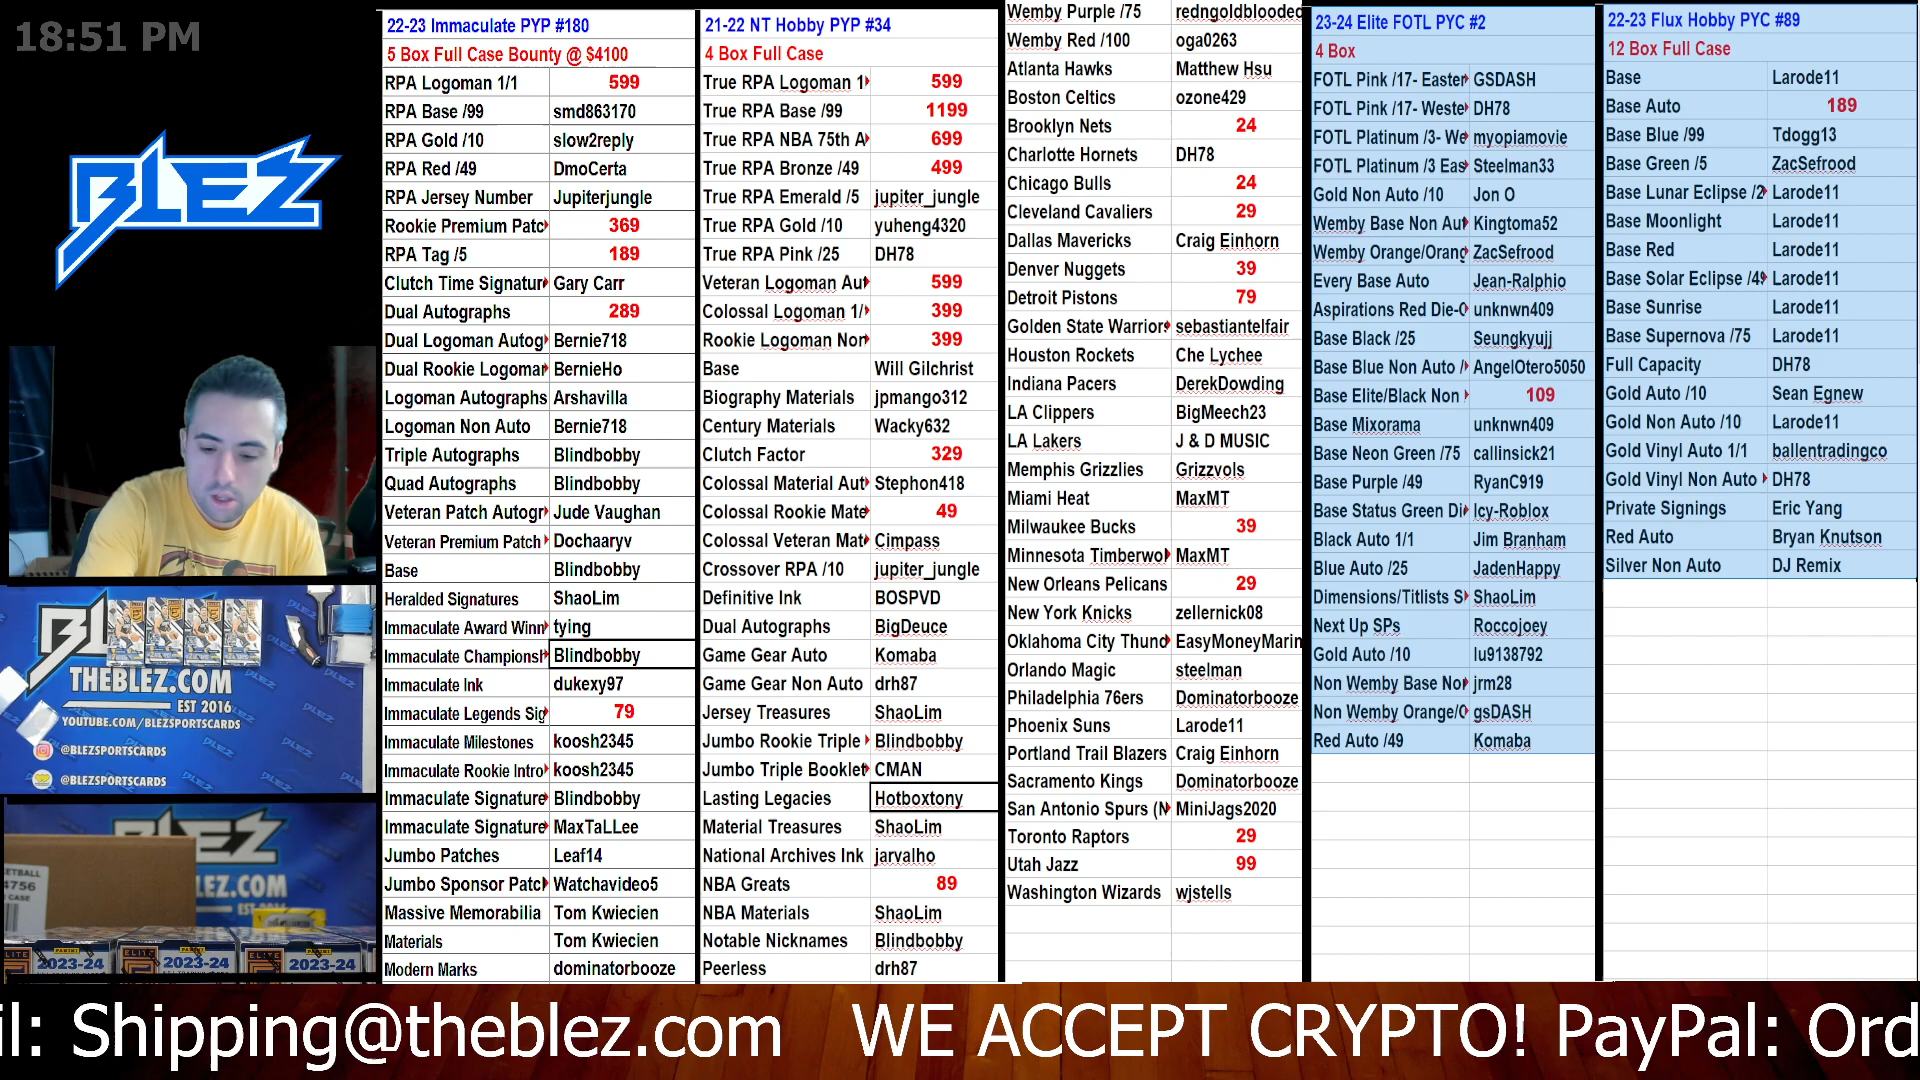 18:51 PM
BLEZ
BL
THEBLEZ.COM
EST 2016
YOUTUBE.COM/BLEZSPORTSCARDS
@BLEZSPORTSCARDS
@BLEZSPORTSCARDS
ETBALL
4756
CASE
BLEZ
LEZ.COM
ELITE
PANINI
2023-24
ELITE
PANINI
2023-24
ELITE
PANINI
2023-24
22-23 Immaculate PYP #180
5 Box Full Case Bounty @ $4100
RPA Logoman 1/1 599
RPA Base /99 smd863170
RPA Gold /10 slow2reply
RPA Red /49 DmoCerta
RPA Jersey Number Jupiterjungle
Rookie Premium Patc 369
RPA Tag /5 189
Clutch Time Signatur Gary Carr
Dual Autographs 289
Dual Logoman Autog Bernie718
Dual Rookie Logomar BernieHo
Logoman Autographs Arshavilla
Logoman Non Auto Bernie718
Triple Autographs Blindbobby
Quad Autographs Blindbobby
Veteran Patch Autogr Jude Vaughan
Veteran Premium Patch Dochaaryv
Base Blindbobby
Heralded Signatures ShaoLim
Immaculate Award Winn tying
Immaculate Championsl Blindbobby
Immaculate Ink dukexy97
Immaculate Legends Sig 79
Immaculate Milestones koosh2345
Immaculate Rookie Intro koosh2345
Immaculate Signature Blindbobby
Immaculate Signature MaxTaLLee
Jumbo Patches Leaf14
Jumbo Sponsor Patcl Watchavideo5
Massive Memorabilia Tom Kwiecien
Materials Tom Kwiecien
Modern Marks dominatorbooze
21-22 NT Hobby PYP #34
4 Box Full Case
True RPA Logoman 1 599
True RPA Base /99 1199
True RPA NBA 75th A 699
True RPA Bronze /49 499
True RPA Emerald /5 jupiter_jungle
True RPA Gold /10 yuheng4320
True RPA Pink /25 DH78
Veteran Logoman Au 599
Colossal Logoman 1/ 399
Rookie Logoman Nor 399
Base Will Gilchrist
Biography Materials jpmango312
Century Materials Wacky632
Clutch Factor 329
Colossal Material Aut Stephon418
Colossal Rookie Mate 49
Colossal Veteran Mat Cimpass
Crossover RPA /10 jupiter_jungle
Definitive Ink BOSPVD
Dual Autographs BigDeuce
Game Gear Auto Komaba
Game Gear Non Auto drh87
Jersey Treasures ShaoLim
Jumbo Rookie Triple Blindbobby
Jumbo Triple Booklet CMAN
Lasting Legacies Hotboxtony
Material Treasures ShaoLim
National Archives Ink jarvalho
NBA Greats 89
NBA Materials ShaoLim
Notable Nicknames Blindbobby
Peerless drh87
Wemby Purple /75 redngoldblooded
Wemby Red /100 oga0263
Atlanta Hawks Matthew Hsu
Boston Celtics ozone429
Brooklyn Nets 24
Charlotte Hornets DH78
Chicago Bulls 24
Cleveland Cavaliers 29
Dallas Mavericks Craig Einhorn
Denver Nuggets 39
Detroit Pistons 79
Golden State Warrior sebastiantelfair
Houston Rockets Che Lychee
Indiana Pacers DerekDowding
LA Clippers BigMeech23
LA Lakers J & D MUSIC
Memphis Grizzlies Grizzvols
Miami Heat MaxMT
Milwaukee Bucks 39
Minnesota Timberwol MaxMT
New Orleans Pelicans 29
New York Knicks zellernick08
Oklahoma City Thunc EasyMoneyMarin
Orlando Magic steelman
Philadelphia 76ers Dominatorbooze
Phoenix Suns Larode11
Portland Trail Blazers Craig Einhorn
Sacramento Kings Dominatorbooze
San Antonio Spurs (N MiniJags2020
Toronto Raptors 29
Utah Jazz 99
Washington Wizards wjstells
23-24 Elite FOTL PYC #2
4 Box
FOTL Pink /17- Easter GSDASH
FOTL Pink /17- Weste DH78
FOTL Platinum /3- We myopiamovie
FOTL Platinum /3 Eas Steelman33
Gold Non Auto /10 Jon O
Wemby Base Non Au Kingtoma52
Wemby Orange/Orang ZacSefrood
Every Base Auto Jean-Ralphio
Aspirations Red Die-C unknwn409
Base Black /25 Seungkyujj
Base Blue Non Auto / AngelOtero5050
Base Elite/Black Non 109
Base Mixorama unknwn409
Base Neon Green /75 callinsick21
Base Purple /49 RyanC919
Base Status Green Di Icy-Roblox
Black Auto 1/1 Jim Branham
Blue Auto /25 JadenHappy
Dimensions/Titlists S ShaoLim
Next Up SPs Roccojoey
Gold Auto /10 lu9138792
Non Wemby Base Nor jrm28
Non Wemby Orange/O gsDASH
Red Auto /49 Komaba
22-23 Flux Hobby PYC #89
12 Box Full Case
Base Larode11
Base Auto 189
Base Blue /99 Tdogg13
Base Green /5 ZacSefrood
Base Lunar Eclipse /2 Larode11
Base Moonlight Larode11
Base Red Larode11
Base Solar Eclipse /49 Larode11
Base Sunrise Larode11
Base Supernova /75 Larode11
Full Capacity DH78
Gold Auto /10 Sean Egnew
Gold Non Auto /10 Larode11
Gold Vinyl Auto 1/1 ballentradingco
Gold Vinyl Non Auto DH78
Private Signings Eric Yang
Red Auto Bryan Knutson
Silver Non Auto DJ Remix
il: Shipping@theblez.com WE ACCEPT CRYPTO! PayPal: Ord